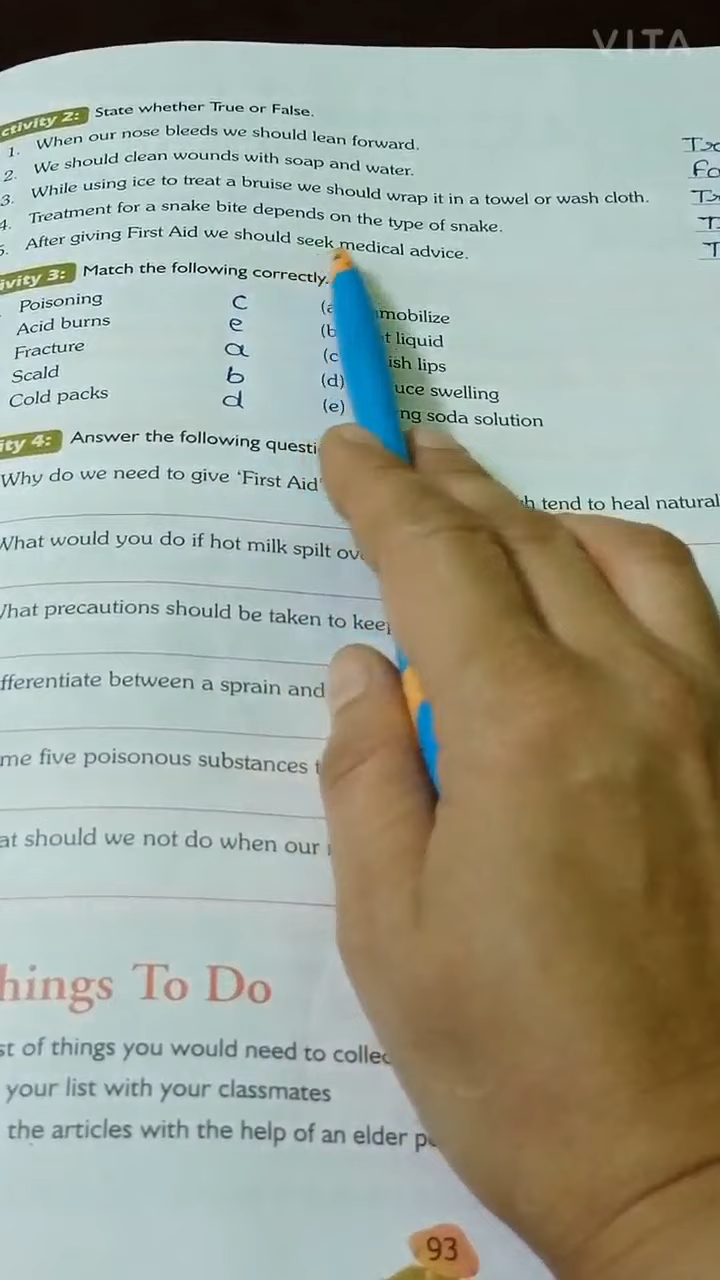 VITA
ctivity 2: State whether True or False.
1. When our nose bleeds we should lean forward.
2. We should clean wounds with soap and water.
3. While using ice to treat a bruise we should wrap it in a towel or wash cloth.
4. Treatment for a snake bite depends on the type of snake. T
5. After giving First Aid we should seek medical advice. T
ivity 3: Match the following correctly.
Poisoning c (a mobilize
Acid burns e (b t liquid
Fracture a (c ish lips
Scald b (d) uce swelling
Cold packs d (e) ng soda solution
ity 4: Answer the following questi
Why do we need to give 'First Aid' h tend to heal natural
What would you do if hot milk spilt ov
What precautions should be taken to keep
fferentiate between a sprain and
me five poisonous substances t
at should we not do when our
hings To Do
st of things you would need to collec
your list with your classmates
the articles with the help of an elder p
93